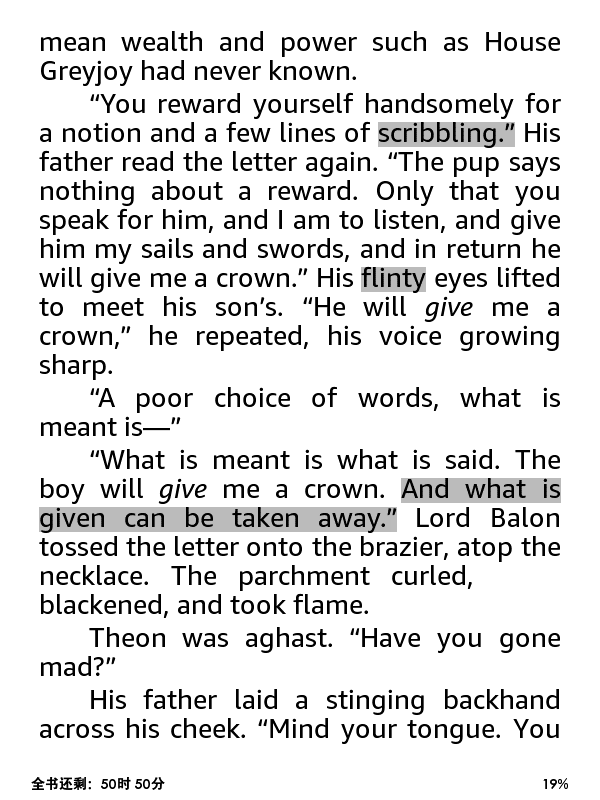 mean wealth and power such as House
Greyjoy had never known.
“You reward yourself handsomely for
a notion and a few lines of scribbling.” His
father read the letter again. “The pup says
nothing about a reward. Only that you
speak for him, and I am to listen, and give
him my sails and swords, and in return he
will give me a crown.” His flinty eyes lifted
to meet his son’s. “He will give me a
crown,” he repeated, his voice growing
sharp.
“A poor choice of words, what is
meant is—”
“What is meant is what is said. The
boy will give me a crown. And what is
given can be taken away.” Lord Balon
tossed the letter onto the brazier, atop the
necklace. The parchment curled,
blackened, and took flame.
Theon was aghast. “Have you gone
mad?”
His father laid a stinging backhand
across his cheek. “Mind your tongue. You
全书还剩：50时 50分 19%